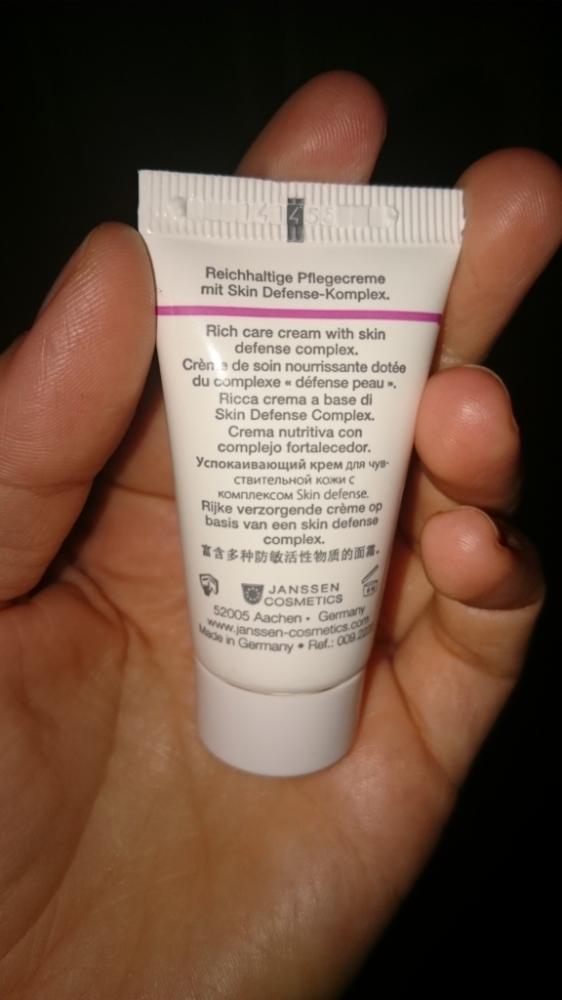 Reichhaltige Pflegecreme
mit Skin Defense-Komplex.
Rich care cream with skin
defense complex.
Crème de soin nourrissante dotée
du complexe « défense peau ».
Ricca crema a base di
Skin Defense Complex.
Crema nutritiva con
complejo fortalecedor.
Успокаивающий крем для чув-
ствительной кожи с
комплексом Skin defense.
Rijke verzorgende crème op
basis van een skin defense
complex.
富含多种防敏活性物质的面霜。
JANSSEN
COSMETICS
52005 Aachen • Germany
www.janssen-cosmetics.com
Made in Germany • Ref.: